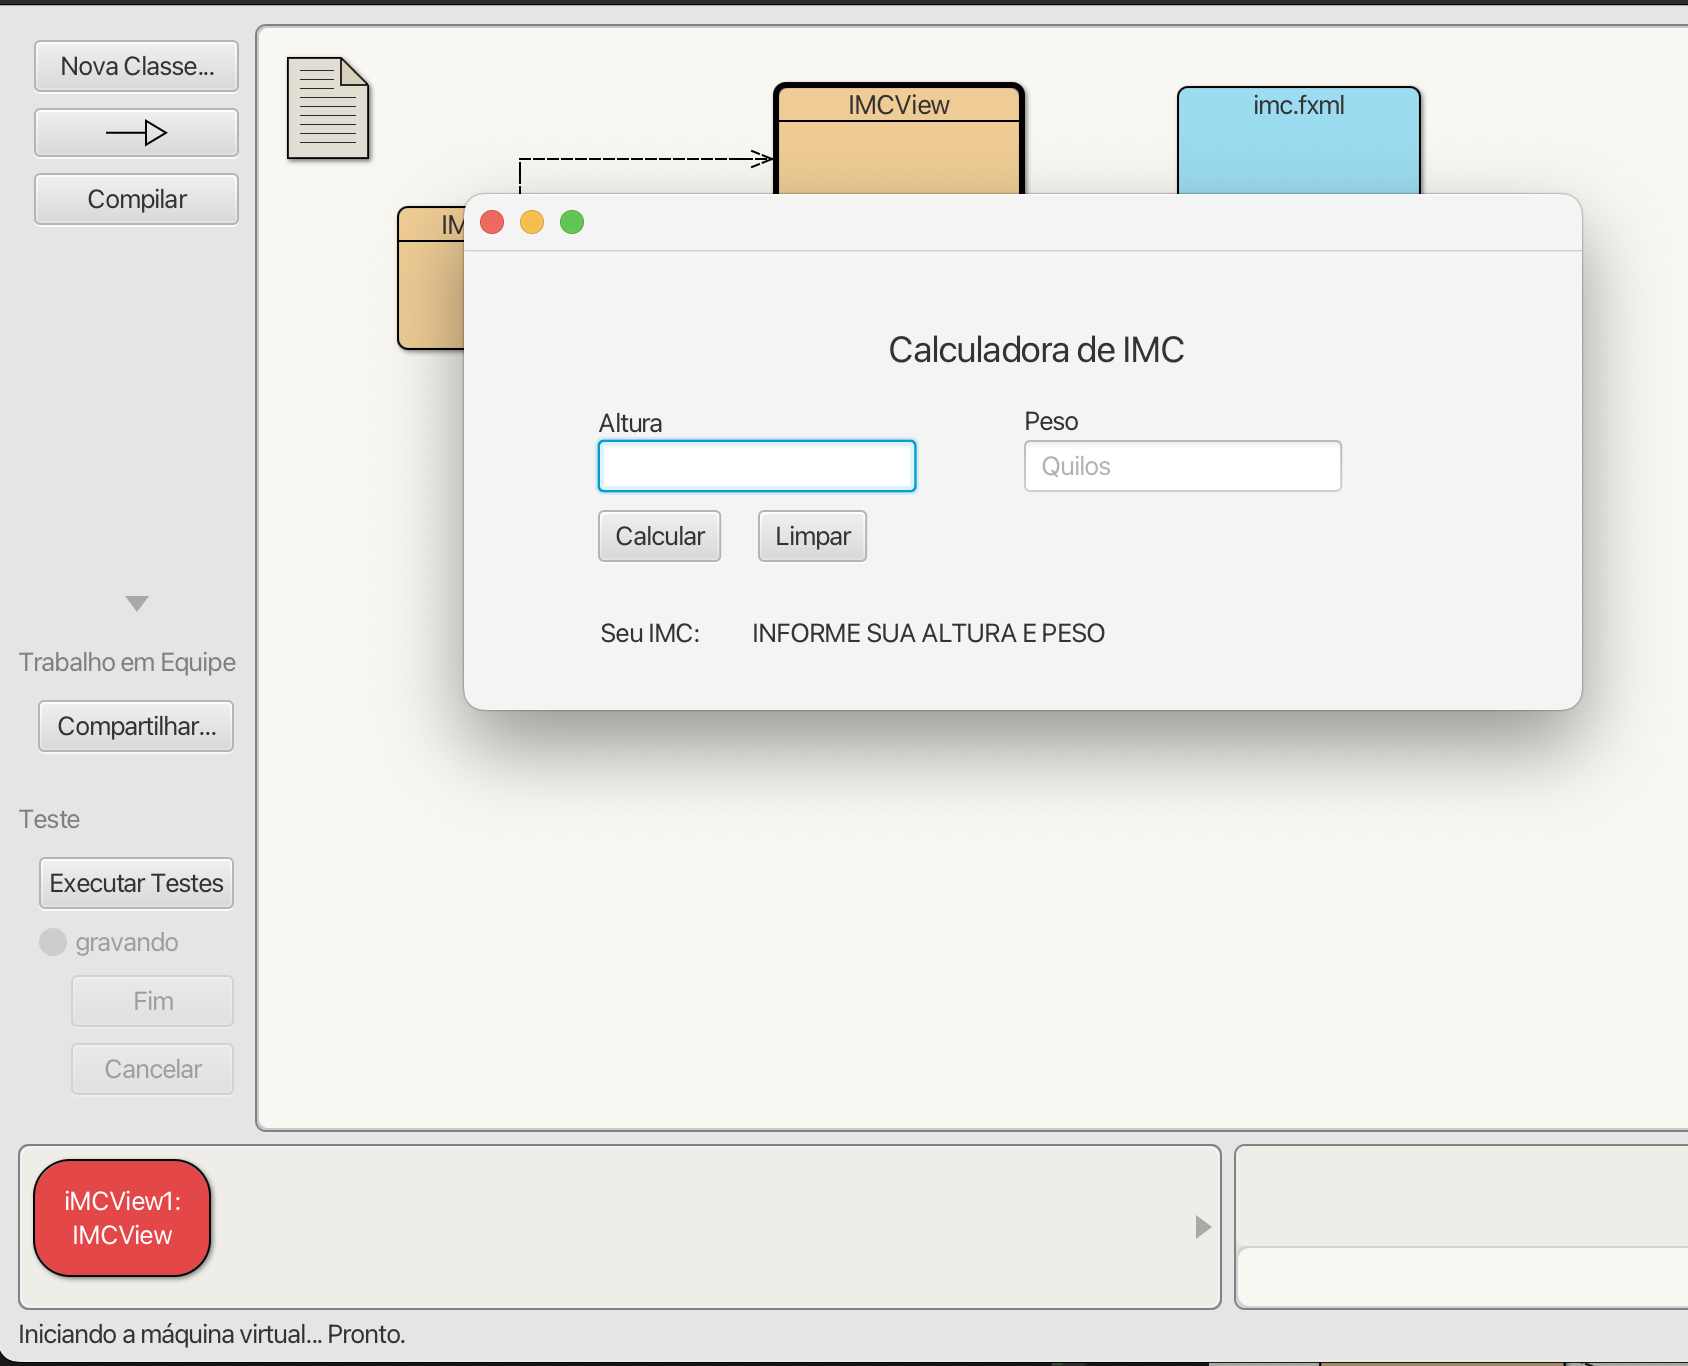 Nova Classe...
Compilar
IMCView
imc.fxml
IM
Calculadora de IMC
Altura
Peso
Quilos
Calcular
Limpar
Seu IMC:
INFORME SUA ALTURA E PESO
Trabalho em Equipe
Compartilhar...
Teste
Executar Testes
gravando
Fim
Cancelar
iMCView1:
IMCView
Iniciando a máquina virtual... Pronto.